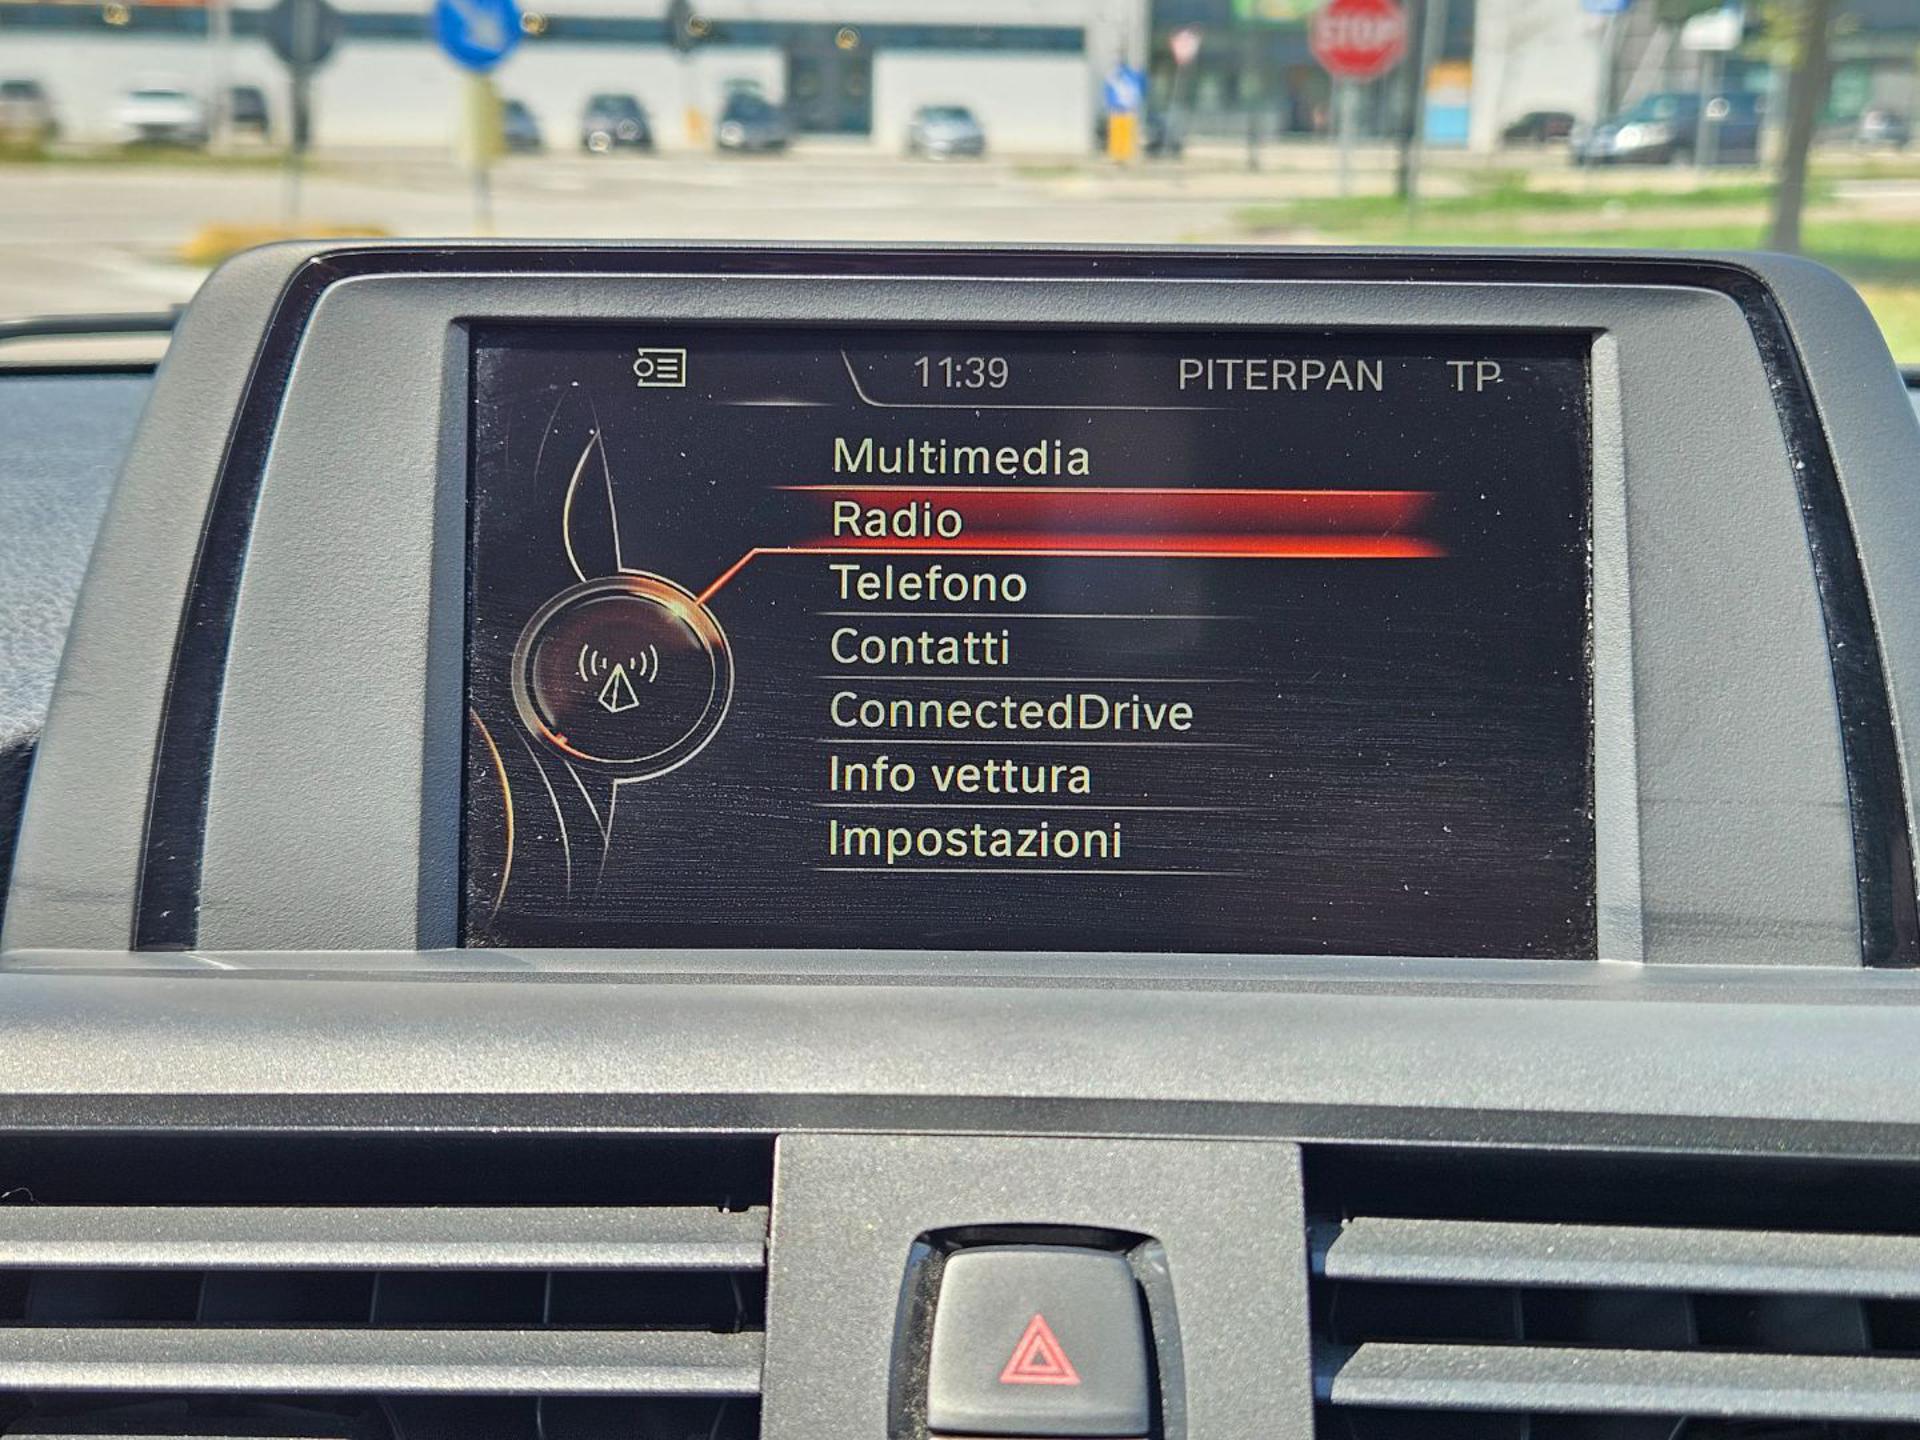 STOP
11:39 PITERPAN TP
Multimedia
Radio
Telefono
Contatti
ConnectedDrive
Info vettura
Impostazioni